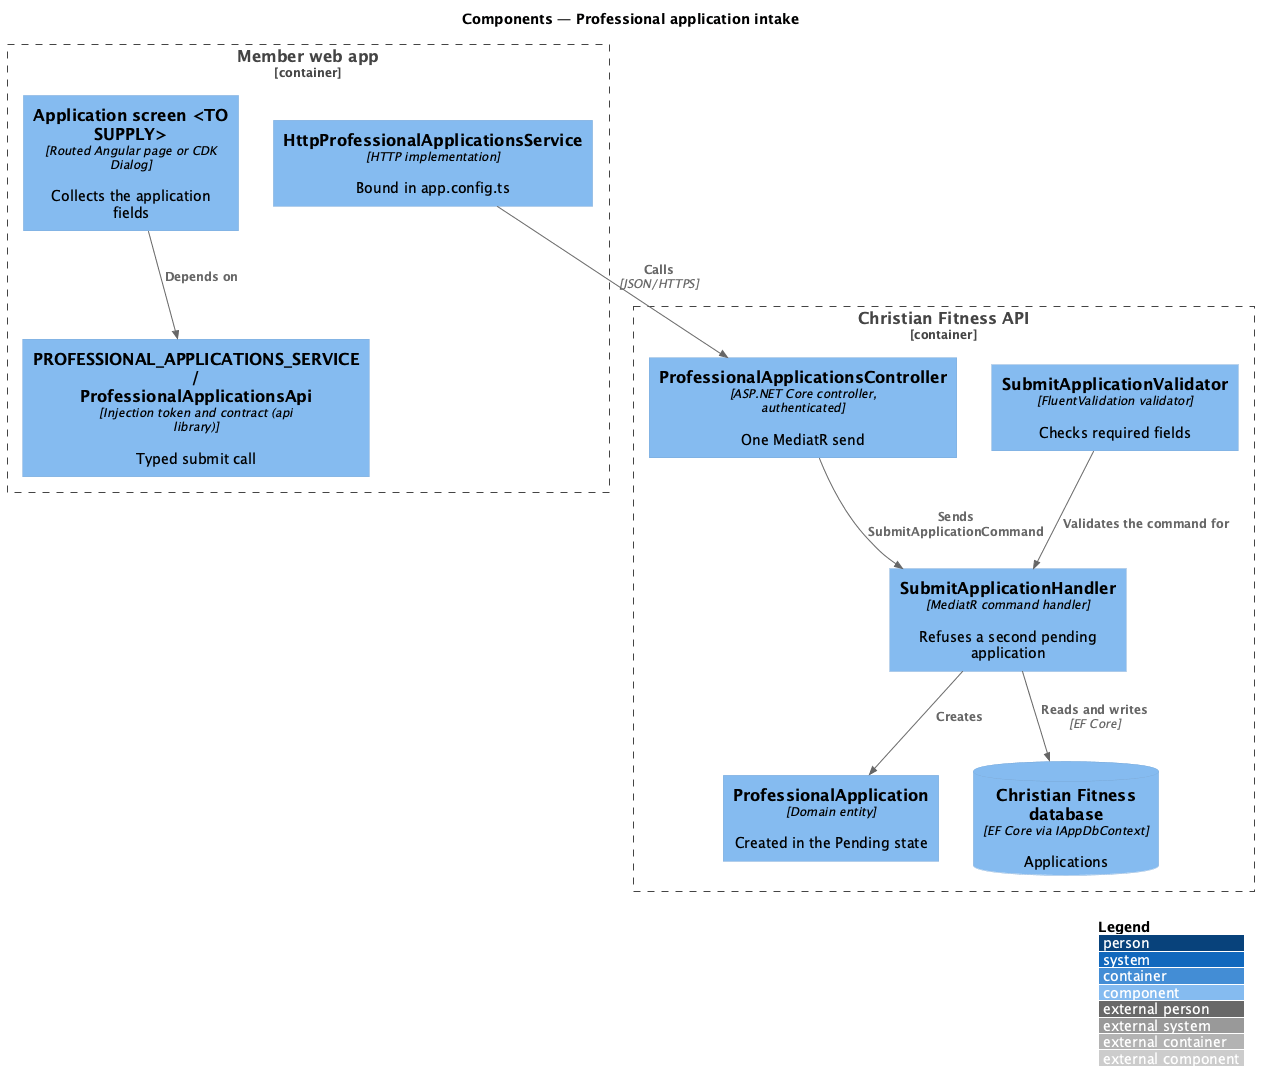 Components — Professional application intake
Member web app
[container]
Application screen <TO
SUPPLY>
[Routed Angular page or CDK
Dialog]
Collects the application
fields
HttpProfessionalApplicationsService
[HTTP implementation]
Bound in app.config.ts
Depends on
Calls
[JSON/HTTPS]
PROFESSIONAL_APPLICATIONS_SERVICE
/
ProfessionalApplicationsApi
[Injection token and contract (api
library)]
Typed submit call
Christian Fitness API
[container]
ProfessionalApplicationsController
[ASP.NET Core controller,
authenticated]
One MediatR send
SubmitApplicationValidator
[FluentValidation validator]
Checks required fields
Sends
SubmitApplicationCommand
Validates the command for
SubmitApplicationHandler
[MediatR command handler]
Refuses a second pending
application
Creates
Reads and writes
[EF Core]
ProfessionalApplication
[Domain entity]
Created in the Pending state
Christian Fitness
database
[EF Core via IAppDbContext]
Applications
Legend
person
system
container
component
external person
external system
external container
external component